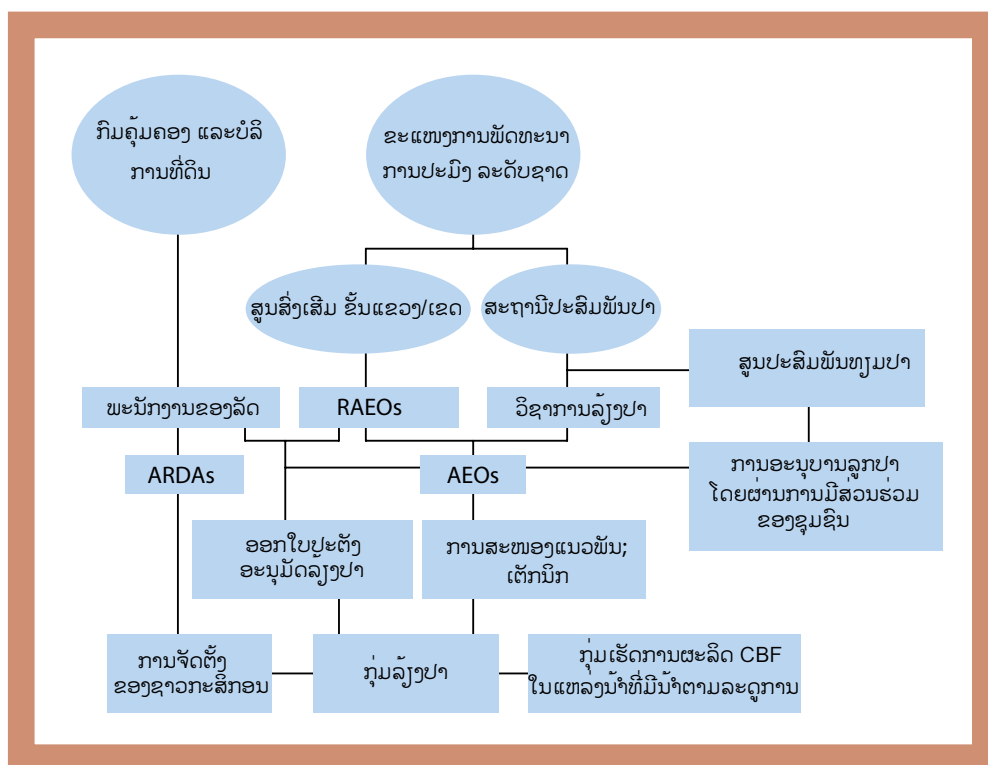 ກົມຄຸ້ມຄອງ ແລະບໍລິ
ການທີ່ດິນ
ຂະແໜງການພັດທະນາ
ການປະມົງ ລະດັບຊາດ
ສູນສົ່ງເສີມ ຂັ້ນແຂວງ/ເຂດ
ສະຖານີປະສົມພັນປາ
ສູນປະສົມພັນທຽມປາ
ພະນັກງານຂອງລັດ
RAEOs
ວິຊາການລ້ຽງປາ
ARDAs
AEOs
ການອະນຸບານລູກປາ
ໂດຍຜ່ານການມີສ່ວນຮ່ວມ
ຂອງຊຸມຊົນ
ອອກໃບປະຕັງ
ອະນຸມັດລ້ຽງປາ
ການສະໜອງແນວພັນ;
ເຕັກນິກ
ການຈັດຕັ້ງ
ຂອງຊາວກະສິກອນ
ກຸ່ມລ້ຽງປາ
ກຸ່ມເຮັດການຜະລິດ CBF
ໃນແຫລ່ງນ້ຳທີ່ມີນ້ຳຕາມລະດູການ